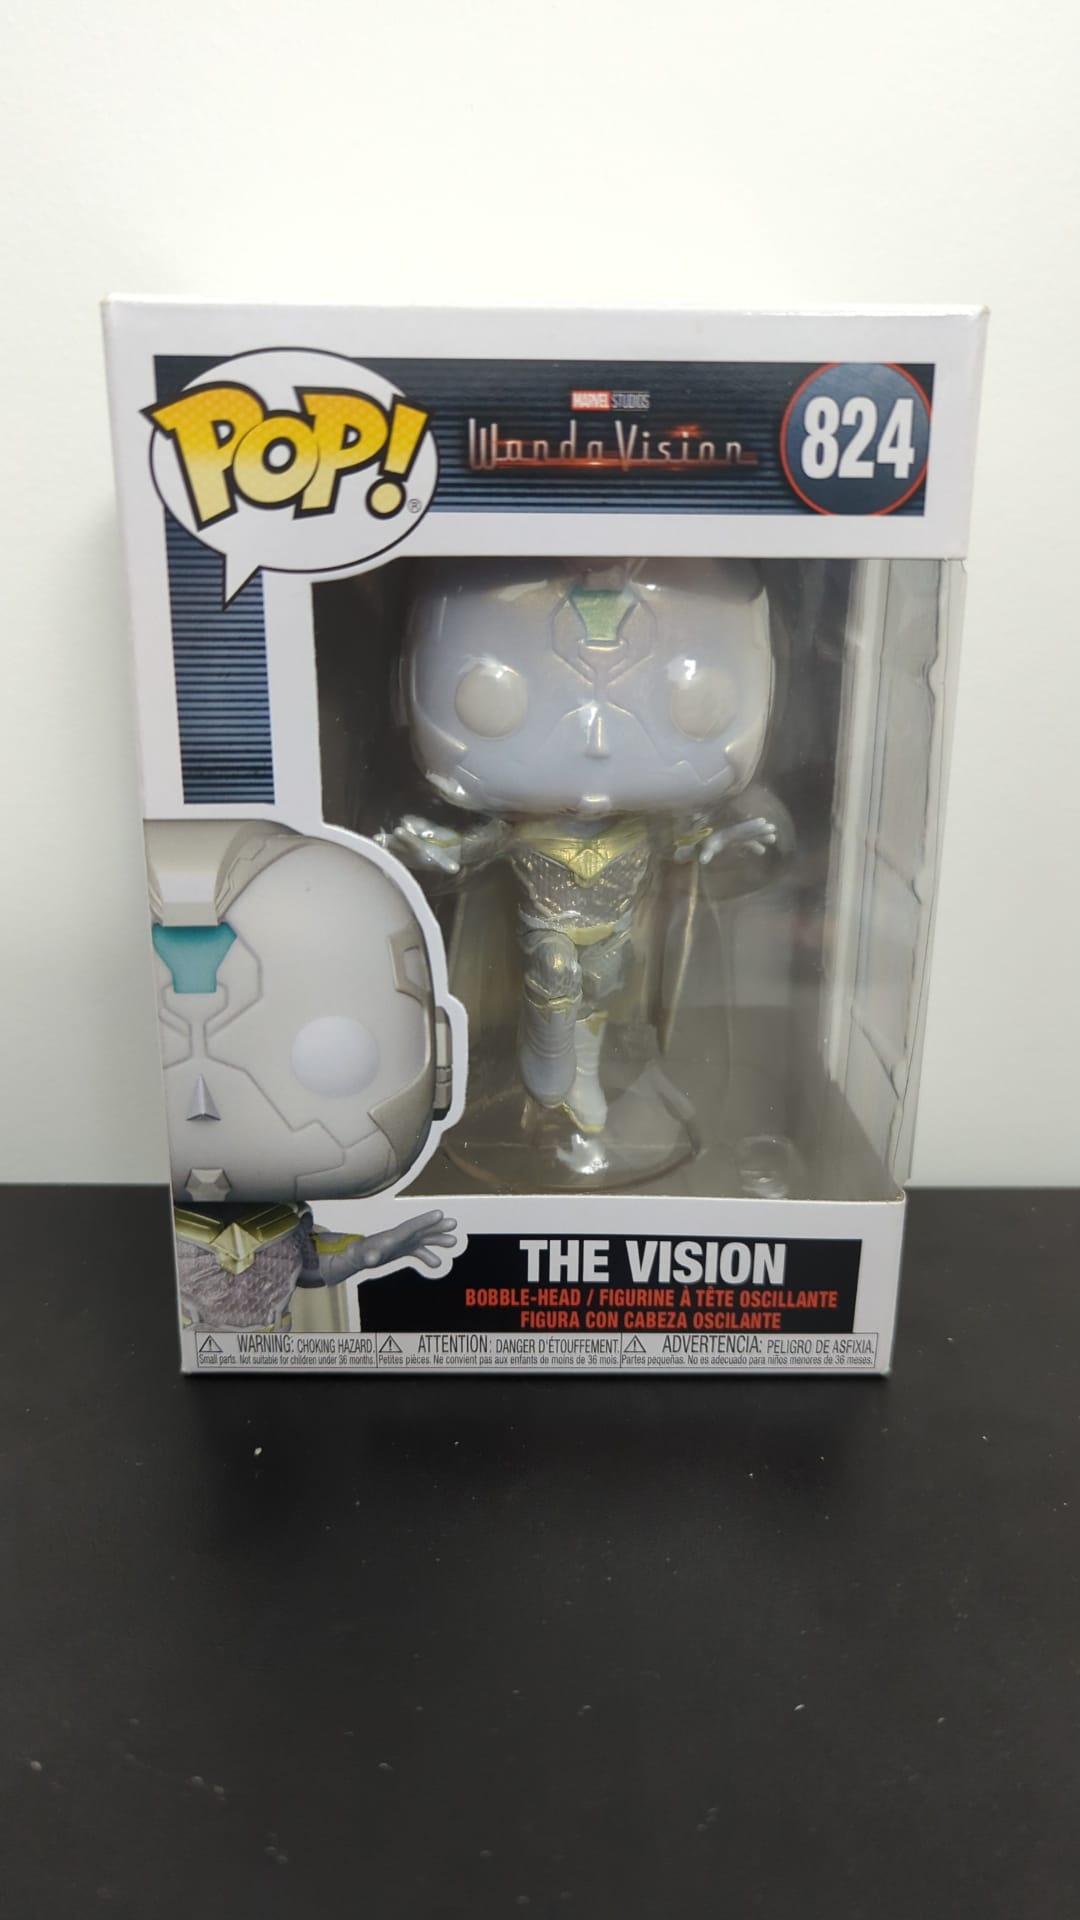 POP!®
MARVEL STUDIOS
WandaVision
824
THE VISION
BOBBLE-HEAD / FIGURINE À TÊTE OSCILLANTE
FIGURA CON CABEZA OSCILANTE
WARNING: CHOKING HAZARD.
Small parts. Not suitable for children under 36 months.
ATTENTION: DANGER D'ÉTOUFFEMENT.
Petites pièces. Ne convient pas aux enfants de moins de 36 mois.
ADVERTENCIA: PELIGRO DE ASFIXIA.
Partes pequeñas. No es adecuado para niños menores de 36 meses.